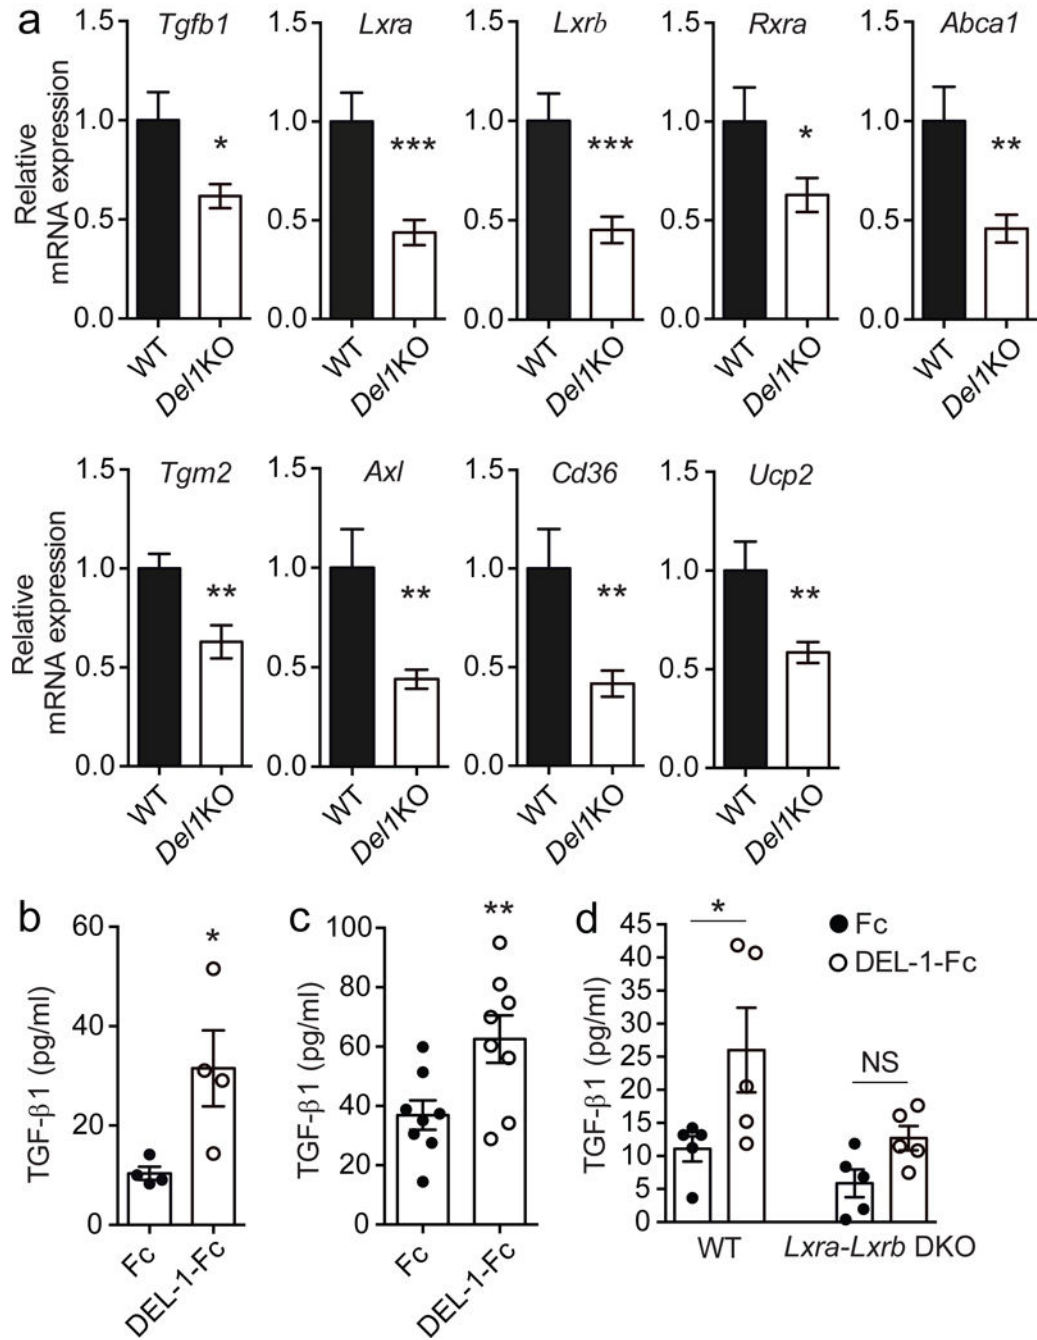 a
Tgfb1 Lxra Lxrb Rxra Abca1
Relative
mRNA expression
1.5 1.5 1.5 1.5 1.5
1.0 1.0 1.0 1.0 1.0
* *** *** * **
0.5 0.5 0.5 0.5 0.5
0.0 0.0 0.0 0.0 0.0
WT Del1KO WT Del1KO WT Del1KO WT Del1KO WT Del1KO
Tgm2 Axl Cd36 Ucp2
Relative
mRNA expression
1.5 1.5 1.5 1.5
1.0 1.0 1.0 1.0
** ** ** **
0.5 0.5 0.5 0.5
0.0 0.0 0.0 0.0
WT Del1KO WT Del1KO WT Del1KO WT Del1KO
b
TGF-β1 (pg/ml)
60
40
20
0
*
Fc DEL-1-Fc
c
TGF-β1 (pg/ml)
100
80
60
40
20
0
**
Fc DEL-1-Fc
d
TGF-β1 (pg/ml)
45
40
35
30
25
20
15
10
5
0
*
NS
Fc
DEL-1-Fc
WT Lxra-Lxrb DKO